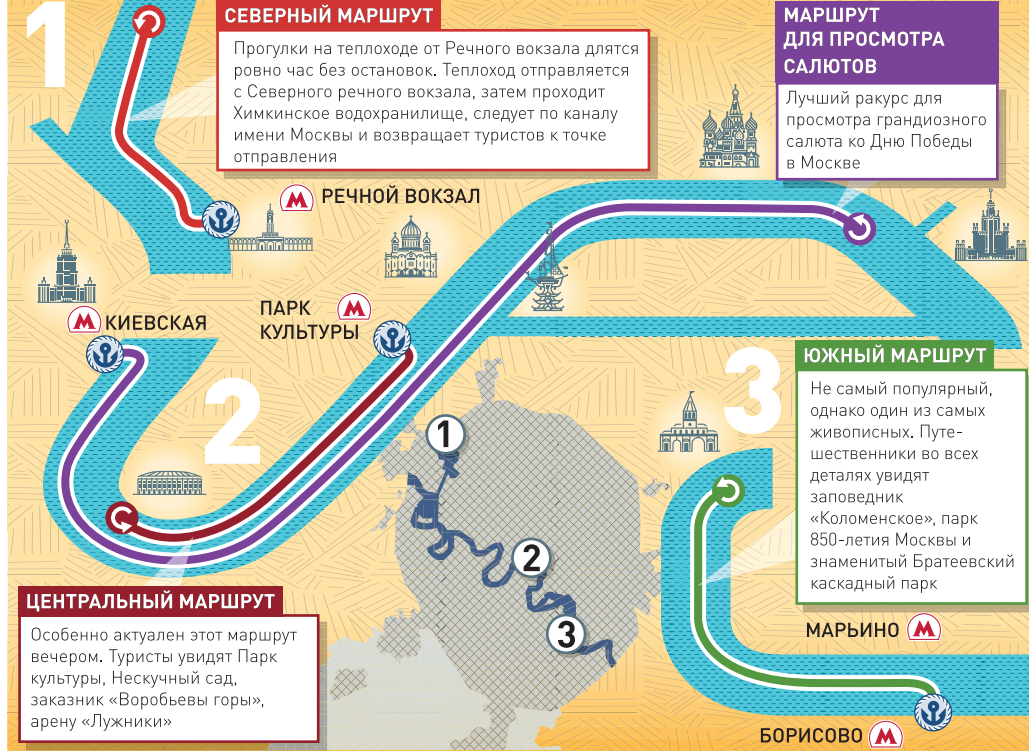 1
СЕВЕРНЫЙ МАРШРУТ
Прогулки на теплоходе от Речного вокзала длятся
ровно час без остановок. Теплоход отправляется
с Северного речного вокзала, затем проходит
Химкинское водохранилище, следует по каналу
имени Москвы и возвращает туристов к точке
отправления
МАРШРУТ
ДЛЯ ПРОСМОТРА
САЛЮТОВ
Лучший ракурс для
просмотра грандиозного
салюта ко Дню Победы
в Москве
М РЕЧНОЙ ВОКЗАЛ
М КИЕВСКАЯ
ПАРК М
КУЛЬТУРЫ
2
3
ЮЖНЫЙ МАРШРУТ
Не самый популярный,
однако один из самых
живописных. Путе-
шественники во всех
деталях увидят
заповедник
«Коломенское», парк
850-летия Москвы и
знаменитый Братеевский
каскадный парк
1
2
3
ЦЕНТРАЛЬНЫЙ МАРШРУТ
Особенно актуален этот маршрут
вечером. Туристы увидят Парк
культуры, Нескучный сад,
заказник «Воробьевы горы»,
арену «Лужники»
МАРЬИНО М
БОРИСОВО М